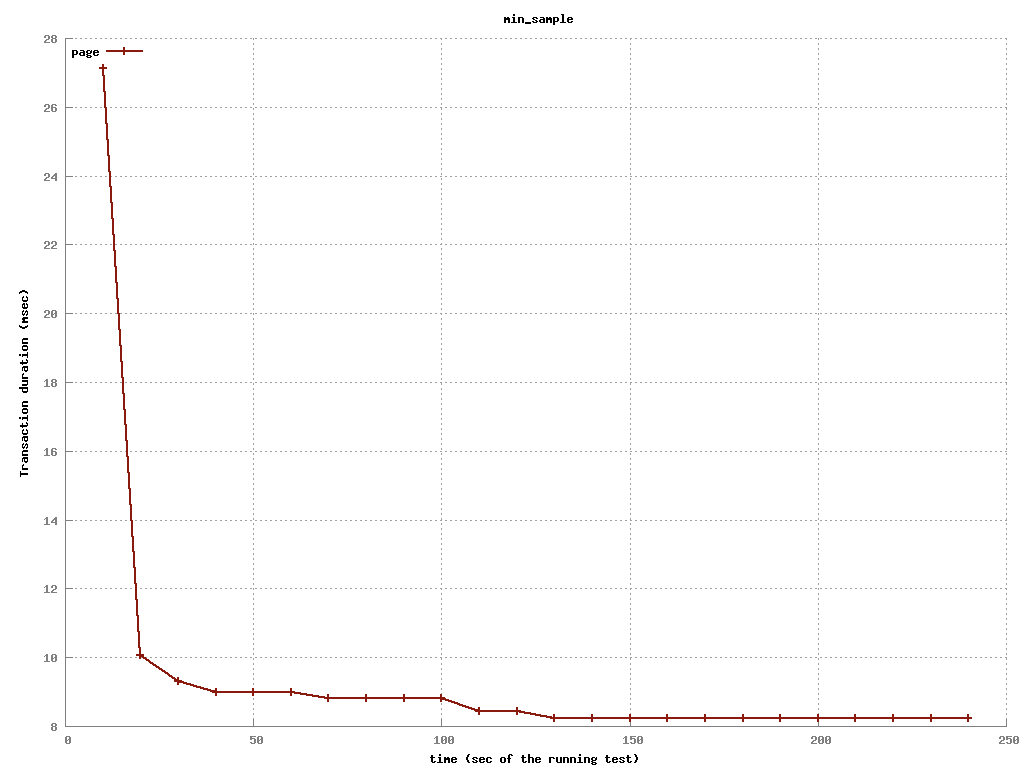 min_sample
page
28
26
24
22
20
18
16
14
12
10
8
Transaction duration (msec)
0 50 100 150 200 250
time (sec of the running test)